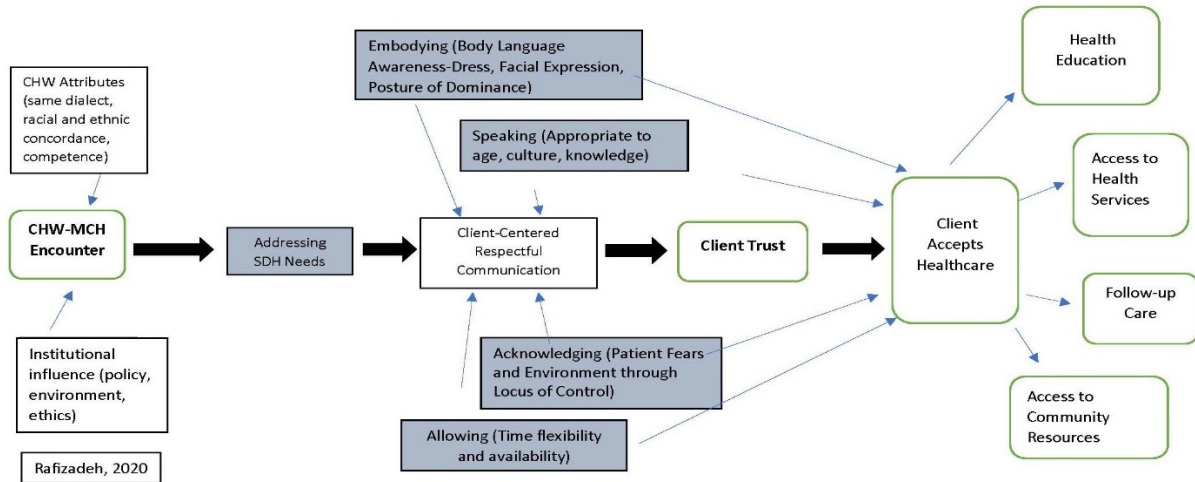 CHW Attributes
(same dialect,
racial and ethnic
concordance,
competence)
CHW-MCH
Encounter
Institutional
influence (policy,
environment,
ethics)
Rafizadeh, 2020
Addressing
SDH Needs
Embodying (Body Language
Awareness-Dress, Facial Expression,
Posture of Dominance)
Speaking (Appropriate to
age, culture, knowledge)
Client-Centered
Respectful
Communication
Acknowledging (Patient Fears
and Environment through
Locus of Control)
Allowing (Time flexibility
and availability)
Client Trust
Client
Accepts
Healthcare
Health
Education
Access to
Health
Services
Follow-up
Care
Access to
Community
Resources